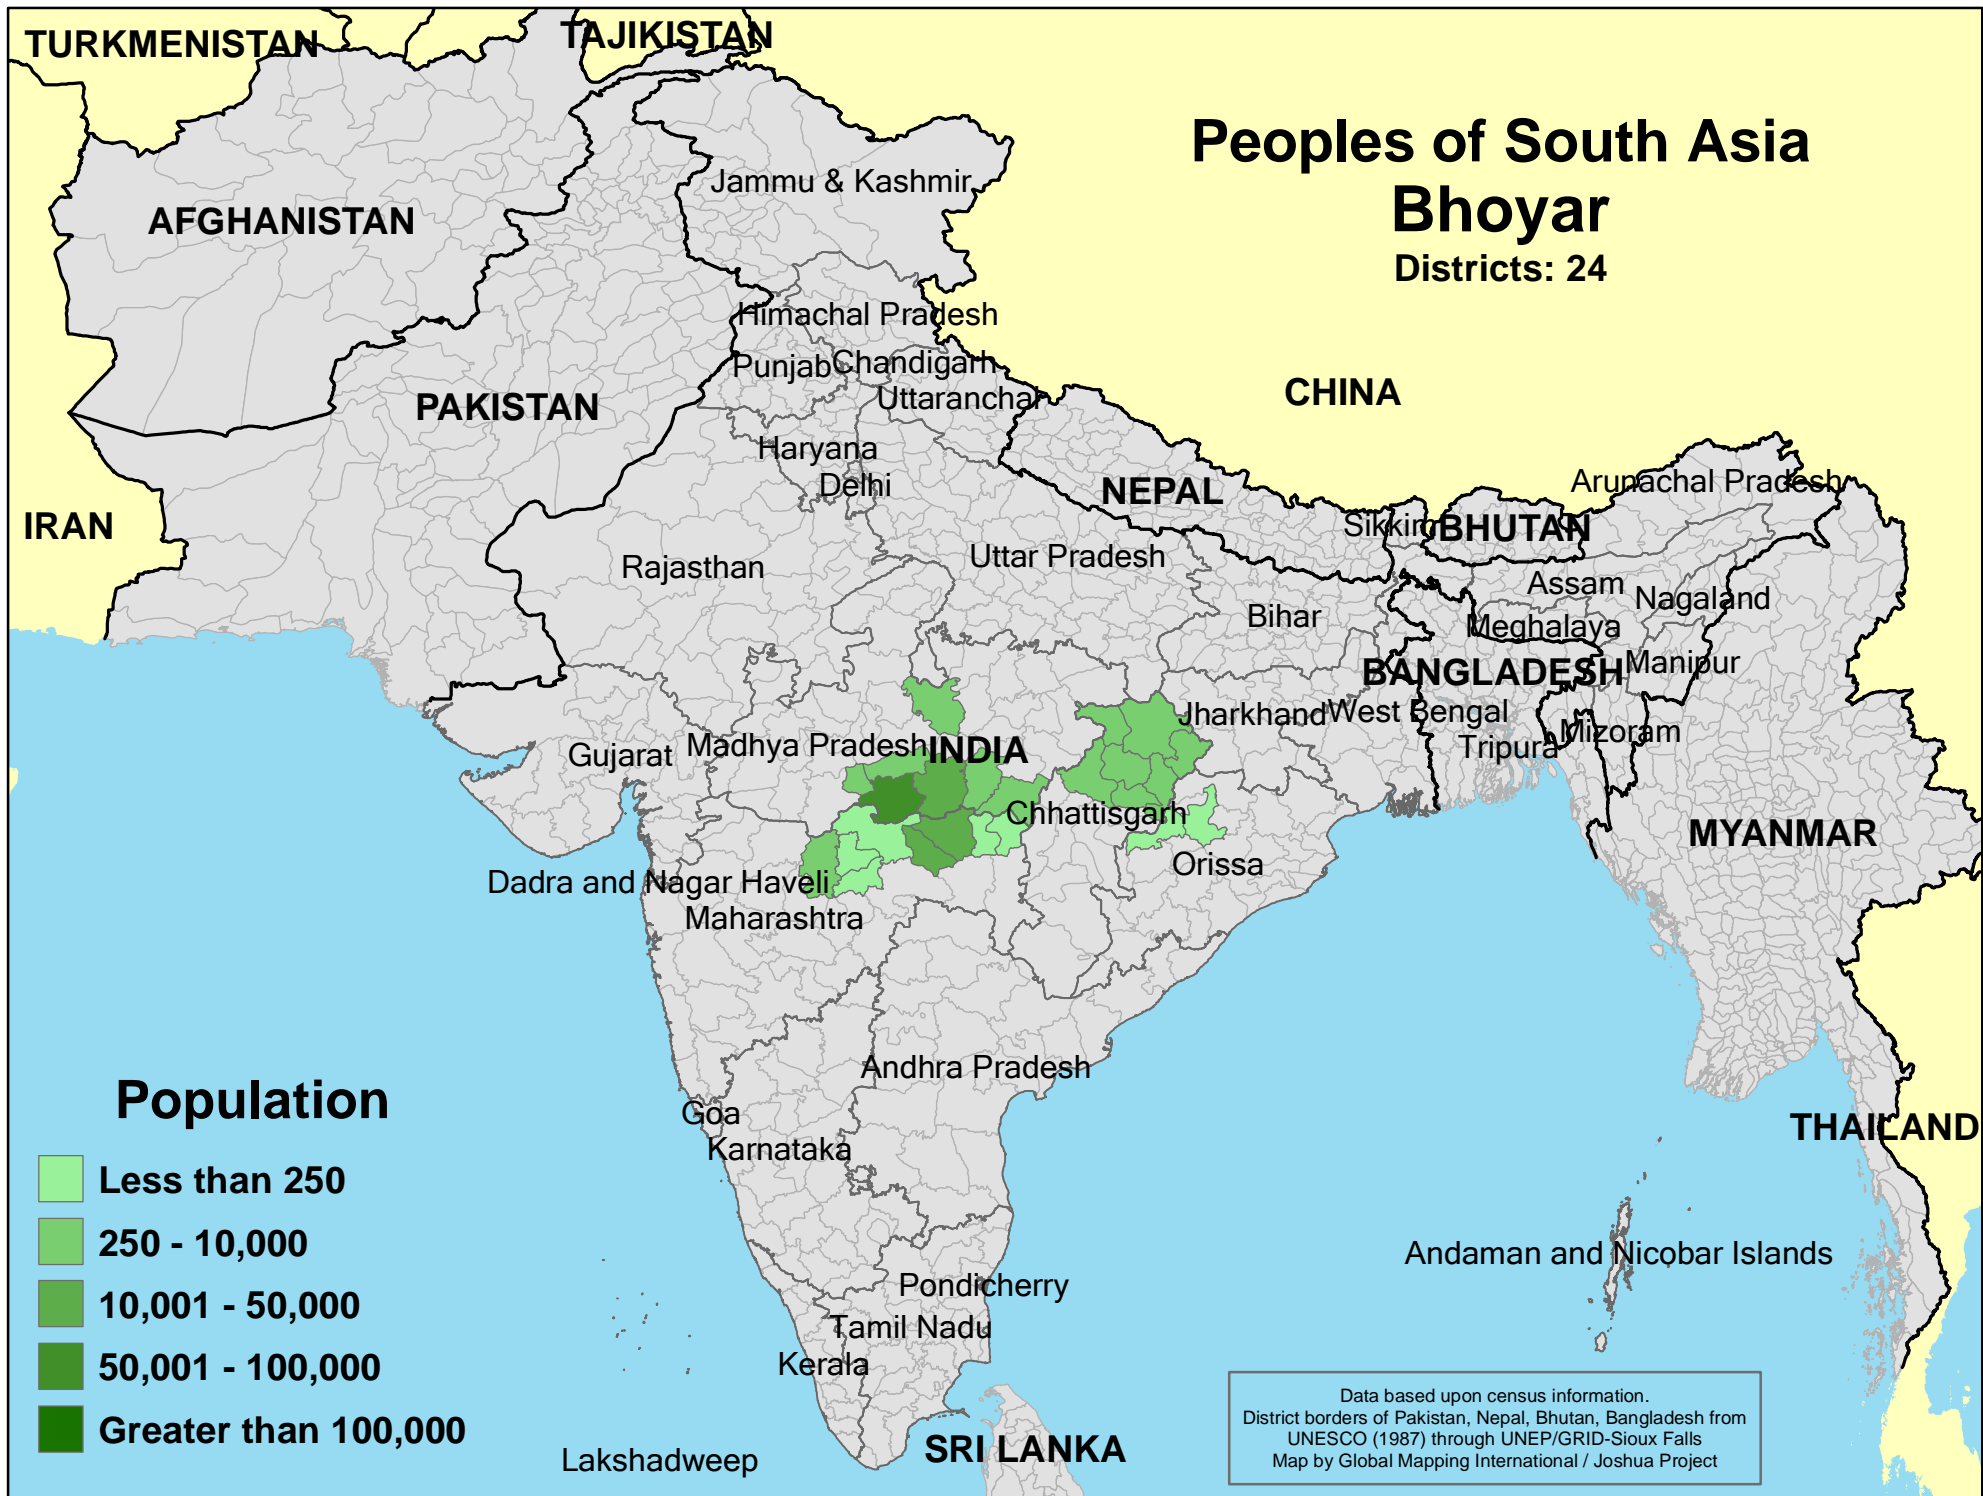 TURKMENISTAN
TAJIKISTAN
Peoples of South Asia
Bhoyar
Districts: 24
Jammu & Kashmir
AFGHANISTAN
Himachal Pradesh
Punjab
Chandigarh
Uttaranchal
CHINA
PAKISTAN
Haryana
Delhi
NEPAL
Arunachal Pradesh
IRAN
Sikkim
BHUTAN
Rajasthan
Uttar Pradesh
Assam
Nagaland
Bihar
Meghalaya
BANGLADESH
Manipur
Jharkhand
West Bengal
Gujarat
Madhya Pradesh
INDIA
Tripura
Mizoram
Chhattisgarh
MYANMAR
Orissa
Dadra and Nagar Haveli
Maharashtra
Andhra Pradesh
Population
Goa
Karnataka
THAILAND
Less than 250
250 - 10,000
10,001 - 50,000
50,001 - 100,000
Greater than 100,000
Andaman and Nicobar Islands
Pondicherry
Tamil Nadu
Kerala
Lakshadweep
SRI LANKA
Data based upon census information.
District borders of Pakistan, Nepal, Bhutan, Bangladesh from
UNESCO (1987) through UNEP/GRID-Sioux Falls
Map by Global Mapping International / Joshua Project